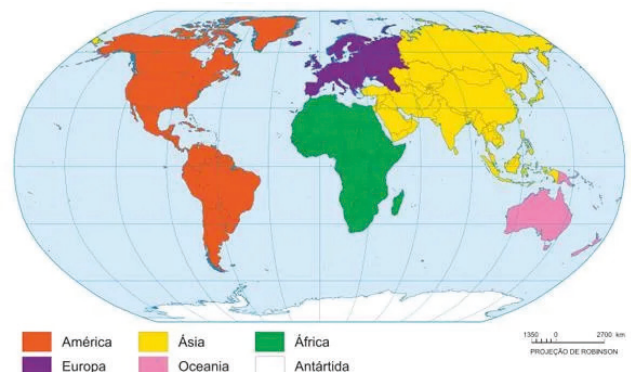 América
Ásia
África
Europa
Oceania
Antártida
1350 0 2700 km
PROJEÇÃO DE ROBINSON